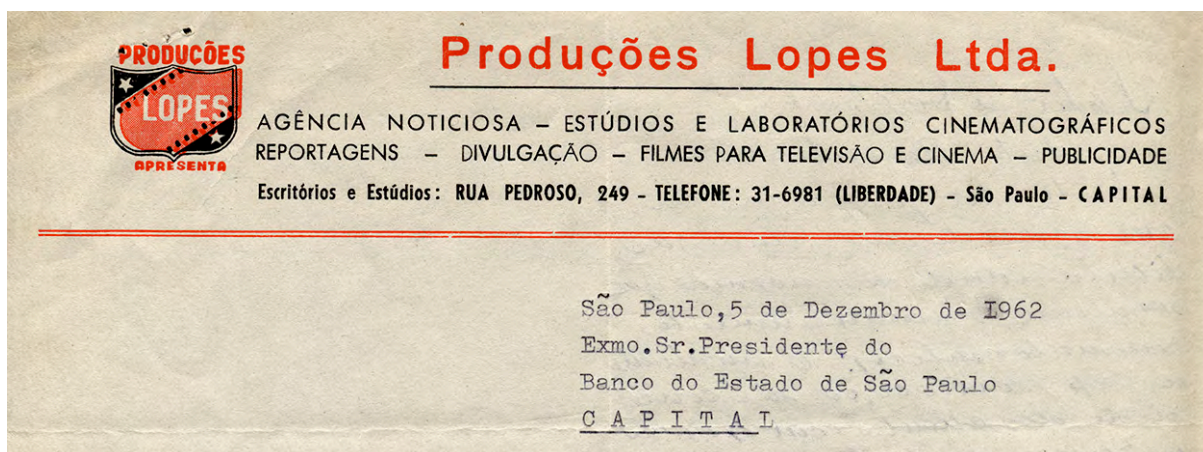 PRODUÇÕES
LOPES
APRESENTA
Produções Lopes Ltda.
AGÊNCIA NOTICIOSA – ESTÚDIOS E LABORATÓRIOS CINEMATOGRÁFICOS
REPORTAGENS – DIVULGAÇÃO – FILMES PARA TELEVISÃO E CINEMA – PUBLICIDADE
Escritórios e Estúdios: RUA PEDROSO, 249 – TELEFONE: 31-6981 (LIBERDADE) – São Paulo – CAPITAL
São Paulo,5 de Dezembro de I962
Exmo.Sr.Presidente do
Banco do Estado de São Paulo
C A P I T A L